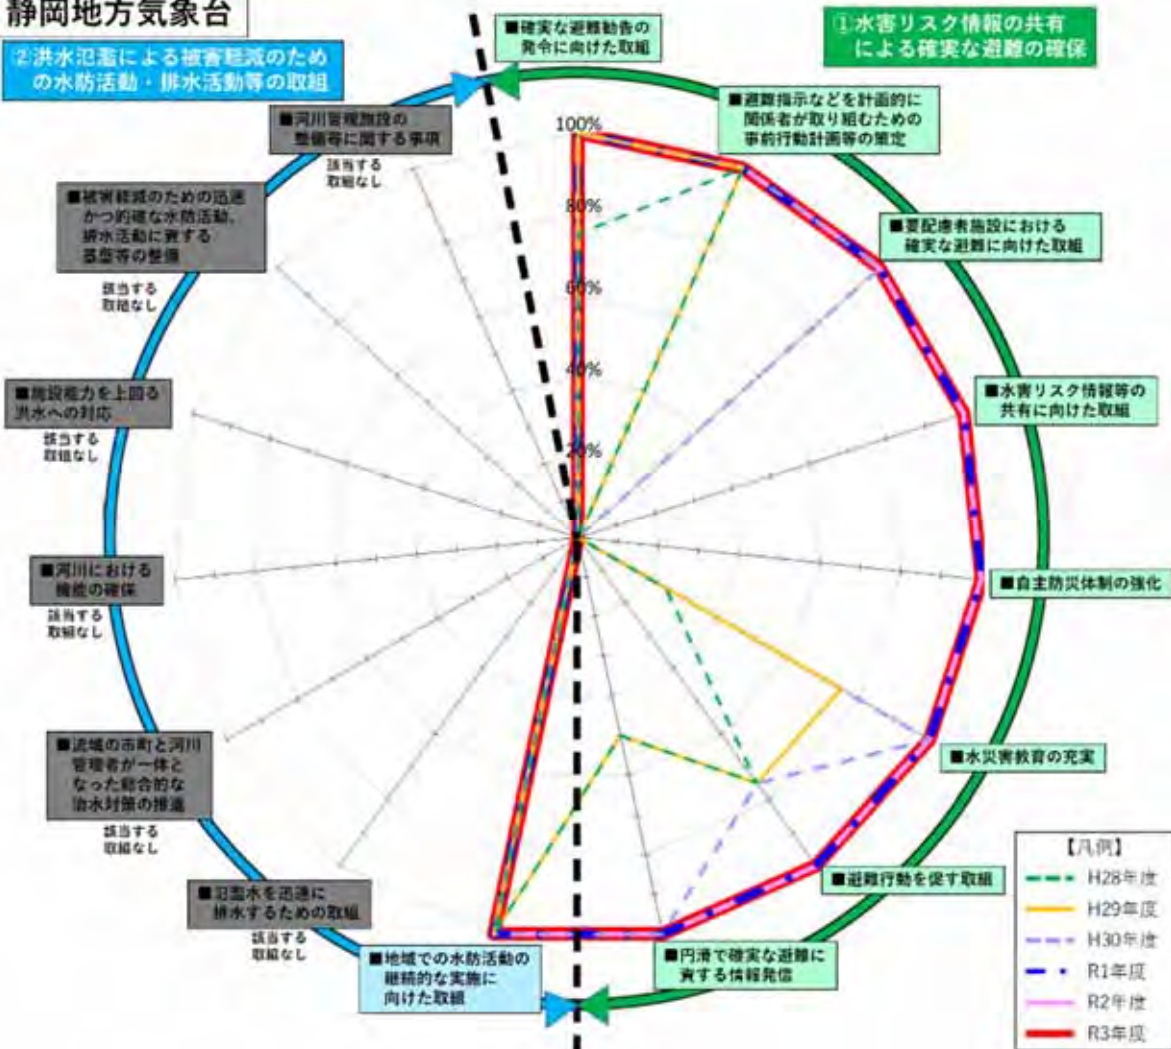 静岡地方気象台
②洪水氾濫による被害軽減のため
の水防活動・排水活動等の取組
①水害リスク情報の共有
による確実な避難の確保
■確実な避難勧告の
発令に向けた取組
■避難指示などを計画的に
関係者が取り組むための
事前行動計画等の策定
■要配慮者施設における
確実な避難に向けた取組
■水害リスク情報等の
共有に向けた取組
■自主防災体制の強化
■水災害教育の充実
■避難行動を促す取組
■円滑で確実な避難に
資する情報発信
■地域での水防活動の
継続的な実施に
向けた取組
■氾濫水を迅速に
排水するための取組
該当する
取組なし
■流域の市町と河川
管理者が一体と
なった総合的な
治水対策の推進
該当する
取組なし
■河川における
機能の確保
該当する
取組なし
■施設能力を上回る
洪水への対応
該当する
取組なし
■被害軽減のための迅速
かつ的確な水防活動、
排水活動に資する
基盤等の整備
該当する
取組なし
■河川管理施設の
整備等に関する事項
該当する
取組なし
100%
80%
60%
40%
20%
【凡例】
H28年度
H29年度
H30年度
R1年度
R2年度
R3年度